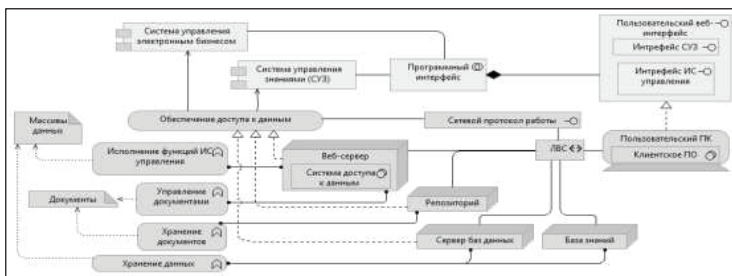 Система управления
электронным бизнесом
Пользовательский веб-
интерфейс
Интрефейс СУЗ
Интрефейс ИС
управления
Система управления
знаниями (СУЗ)
Программный
интерфейс
Массивы
данных
Обеспечение доступа к данным
Сетевой протокол работы
Исполнение функций ИС
управления
Веб-сервер
Система доступа
к данным
ЛВС
Пользовательский ПК
Клиентское ПО
Документы
Управление
документами
Репозиторий
Хранение
документов
Сервер баз данных
База знаний
Хранение данных